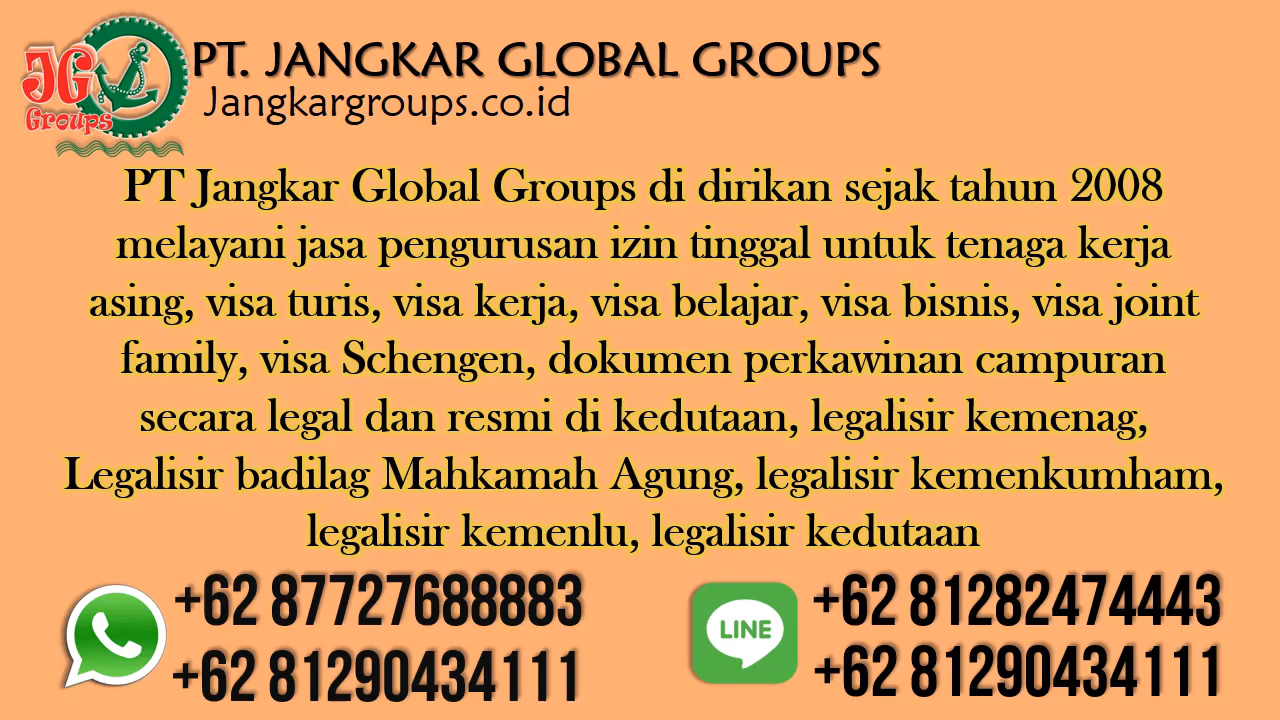 JG
Groups
PT. JANGKAR GLOBAL GROUPS
Jangkargroups.co.id
PT Jangkar Global Groups di dirikan sejak tahun 2008
melayani jasa pengurusan izin tinggal untuk tenaga kerja
asing, visa turis, visa kerja, visa belajar, visa bisnis, visa joint
family, visa Schengen, dokumen perkawinan campuran
secara legal dan resmi di kedutaan, legalisir kemenag,
Legalisir badilag Mahkamah Agung, legalisir kemenkumham,
legalisir kemenlu, legalisir kedutaan
+62 87727688883
+62 81290434111
LINE
+62 81282474443
+62 81290434111